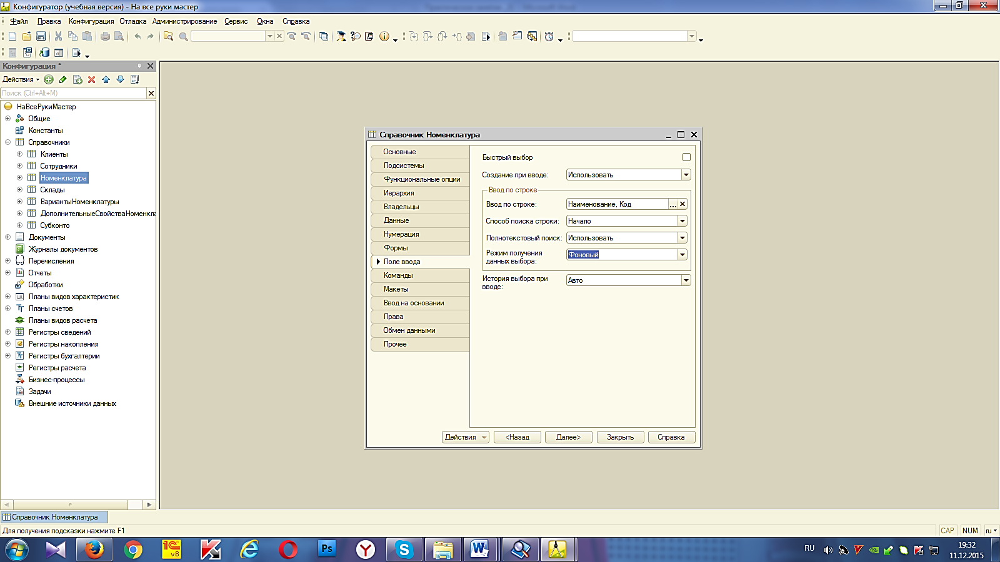 Конфигуратор (учебная версия) - На все руки мастер
Файл Правка Конфигурация Отладка Администрирование Сервис Окна Справка
Конфигурация *
Действия
Поиск (Ctrl+Alt+M)
НаВсеРукиМастер
Общие
Константы
Справочники
Клиенты
Сотрудники
Номенклатура
Склады
ВариантыНоменклатуры
ДополнительныеСвойстваНоменкла
Субконто
Документы
Журналы документов
Перечисления
Отчеты
Обработки
Планы видов характеристик
Планы счетов
Планы видов расчета
Регистры сведений
Регистры накопления
Регистры бухгалтерии
Регистры расчета
Бизнес-процессы
Задачи
Внешние источники данных
Справочник Номенклатура
Основные
Подсистемы
Функциональные опции
Иерархия
Владельцы
Данные
Нумерация
Формы
Поле ввода
Команды
Макеты
Ввод на основании
Права
Обмен данными
Прочее
Быстрый выбор
Создание при вводе: Использовать
Ввод по строке
Ввод по строке: Наименование, Код ...
Способ поиска строки: Начало
Полнотекстовый поиск: Использовать
Режим получения
данных выбора: Фоновый
История выбора при
вводе: Авто
Действия <Назад Далее> Закрыть Справка
Справочник Номенклатура
Для получения подсказки нажмите F1
CAP NUM ru
1С v8
Ps
RU
19:32
11.12.2015